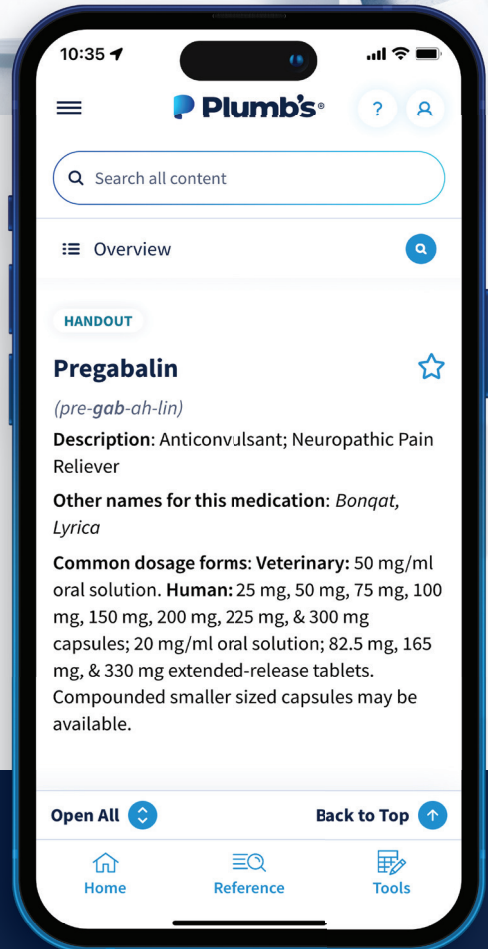 10:35
Plumb's®
?
Search all content
Overview
HANDOUT
Pregabalin
(pre-gab-ah-lin)
Description: Anticonvulsant; Neuropathic Pain
Reliever
Other names for this medication: Bonqat,
Lyrica
Common dosage forms: Veterinary: 50 mg/ml
oral solution. Human: 25 mg, 50 mg, 75 mg, 100
mg, 150 mg, 200 mg, 225 mg, & 300 mg
capsules; 20 mg/ml oral solution; 82.5 mg, 165
mg, & 330 mg extended-release tablets.
Compounded smaller sized capsules may be
available.
Open All Back to Top
Home Reference Tools